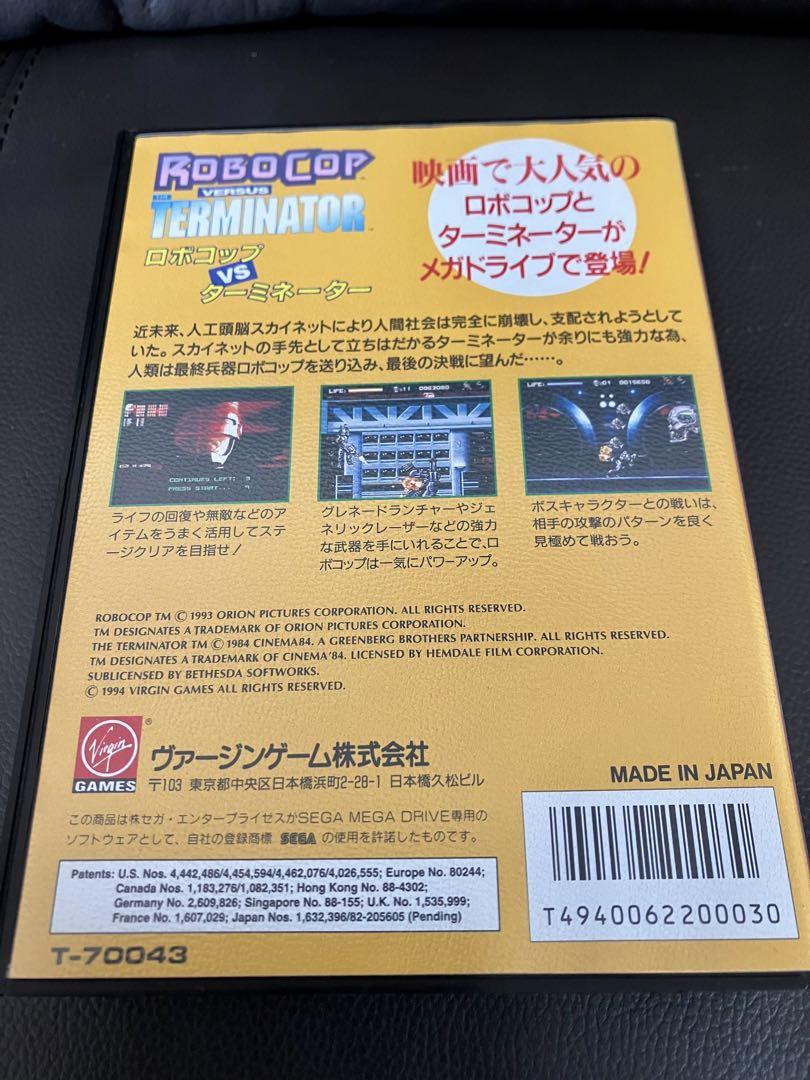 ROBOCOP
VERSUS
THE
TERMINATOR
ロボコップ
VS
ターミネーター
映画で大人気の
ロボコップと
ターミネーターが
メガドライブで登場!
近未来、人工頭脳スカイネットにより人間社会は完全に崩壊し、支配されようとして
いた。スカイネットの手先として立ちはだかるターミネーターが余りにも強力な為、
人類は最終兵器ロボコップを送り込み、最後の決戦に望んだ……。
CONTINUES LEFT: 3
PRESS START...
LIFE:
LIFE:
ライフの回復や無敵などのア
イテムをうまく活用してステ
ージクリアを目指せ!
グレネードランチャーやジェ
ネリックレーザーなどの強力
な武器を手にいれることで、ロ
ボコップは一気にパワーアップ。
ボスキャラクターとの戦いは、
相手の攻撃のパターンを良く
見極めて戦おう。
ROBOCOP TM © 1993 ORION PICTURES CORPORATION. ALL RIGHTS RESERVED.
TM DESIGNATES A TRADEMARK OF ORION PICTURES CORPORATION.
THE TERMINATOR TM © 1984 CINEMA84. A GREENBERG BROTHERS PARTNERSHIP. ALL RIGHTS RESERVED.
TM DESIGNATES A TRADEMARK OF CINEMA'84. LICENSED BY HEMDALE FILM CORPORATION.
SUBLICENSED BY BETHESDA SOFTWORKS.
© 1994 VIRGIN GAMES ALL RIGHTS RESERVED.
Virgin
GAMES
ヴァージンゲーム株式会社
〒103 東京都中央区日本橋浜町2-28-1 日本橋久松ビル
MADE IN JAPAN
この商品は株セガ・エンタープライゼスがSEGA MEGA DRIVE専用の
ソフトウェアとして、自社の登録商標 SEGA の使用を許諾したものです。
Patents: U.S. Nos. 4,442,486/4,454,594/4,462,076/4,026,555; Europe No. 80244;
Canada Nos. 1,183,276/1,082,351; Hong Kong No. 88-4302;
Germany No. 2,609,826; Singapore No. 88-155; U.K. No. 1,535,999;
France No. 1,607,029; Japan Nos. 1,632,396/82-205605 (Pending)
T4940062200030
T-70043